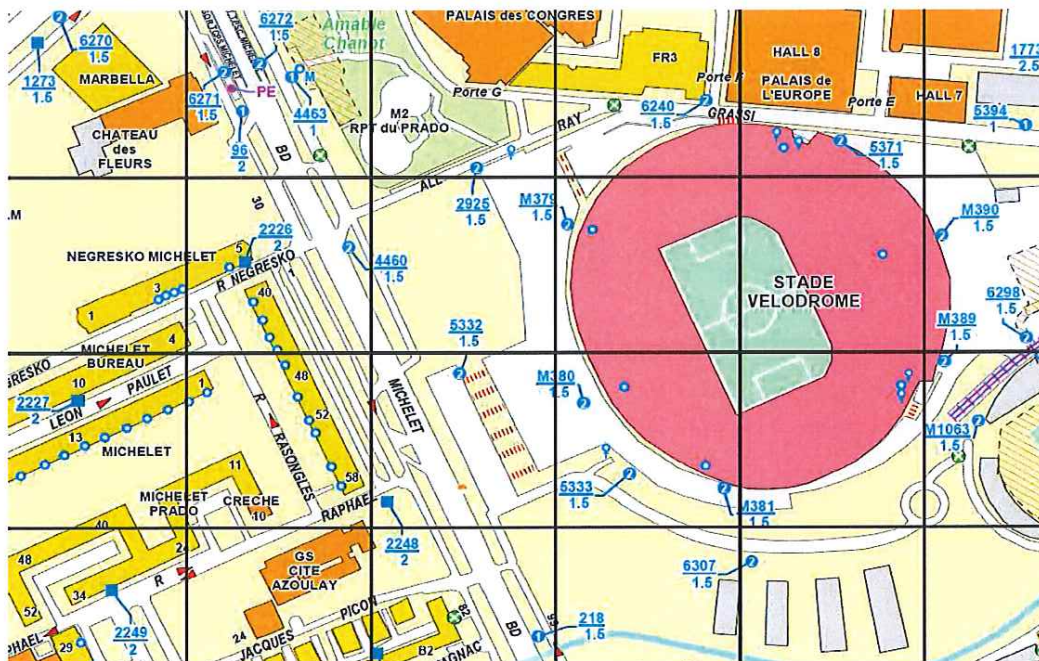 6270
1.5
1273
1.5
MARBELLA
CHATEAU
des
FLEURS
6272
1.5
6271
1.5
PE
96
2
M
4463
1
BD
Amable
Chanot
M2
RPT du PRADO
PALAIS des CONGRES
Porte G
FR3
Porte F
6240
1.5
GRASSI
HALL 8
PALAIS de
L'EUROPE
Porte E
HALL 7
1773
2.5
5394
1
5371
1.5
ALL
RAY
2925
1.5
M379
1.5
M390
1.5
.M
30
5
2226
2
NEGRESKO MICHELET
R NEGRESKO
1
3
1
4460
1.5
40
STADE
VELODROME
6298
1.5
M389
1.5
5332
1.5
M380
1.5
MICHELET
BUREAU
4
10
LEON
PAULET
1
2227
2
13
MICHELET
48
52
58
R
RASONGLES
MICHELET
M1063
1.5
11
MICHELET
PRADO
CRECHE
10
RAPHAEL
5333
1.5
M381
1.5
40
48
24
R
34
52
2248
2
GS
CITE
AZOULAY
6307
1.5
2249
2
29
24
JACQUES
PICON
82
B2
BD
218
1.5